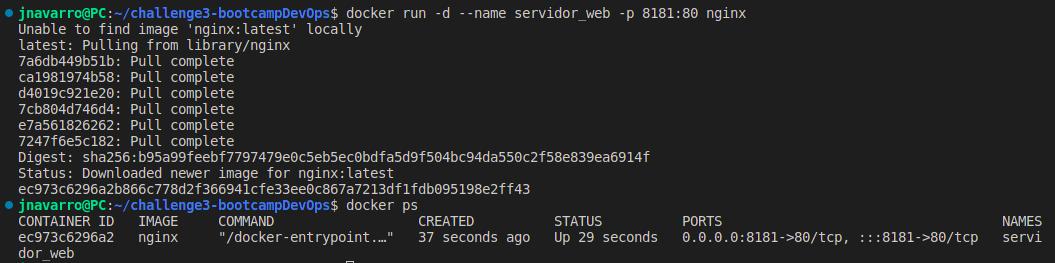 jnavarro@PC:~/challenge3-bootcampDevOps$ docker run -d --name servidor_web -p 8181:80 nginx
Unable to find image 'nginx:latest' locally
latest: Pulling from library/nginx
7a6db449b51b: Pull complete
ca1981974b58: Pull complete
d4019c921e20: Pull complete
7cb804d746d4: Pull complete
e7a561826262: Pull complete
7247f6e5c182: Pull complete
Digest: sha256:b95a99feebf7797479e0c5eb5ec0bdfa5d9f504bc94da550c2f58e839ea6914f
Status: Downloaded newer image for nginx:latest
ec973c6296a2b866c778d2f366941cfe33ee0c867a7213df1fdb095198e2ff43
jnavarro@PC:~/challenge3-bootcampDevOps$ docker ps
CONTAINER ID   IMAGE     COMMAND                  CREATED          STATUS          PORTS                                   NAMES
ec973c6296a2   nginx     "/docker-entrypoint.…"   37 seconds ago   Up 29 seconds   0.0.0.0:8181->80/tcp, :::8181->80/tcp   servi
dor_web